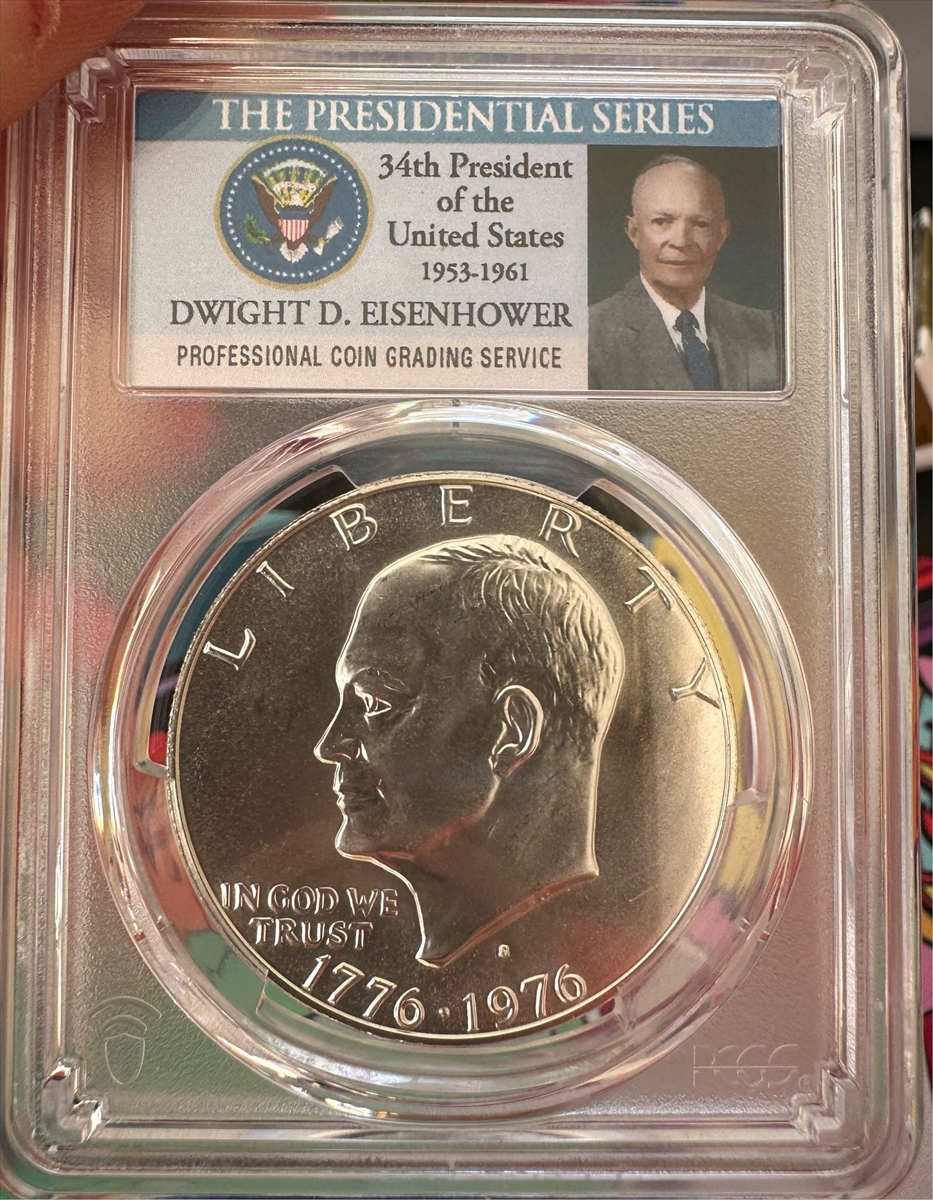 THE PRESIDENTIAL SERIES
34th President
of the
United States
1953-1961
DWIGHT D. EISENHOWER
PROFESSIONAL COIN GRADING SERVICE
LIBERTY
IN GOD WE
TRUST
1776·1976
PCGS